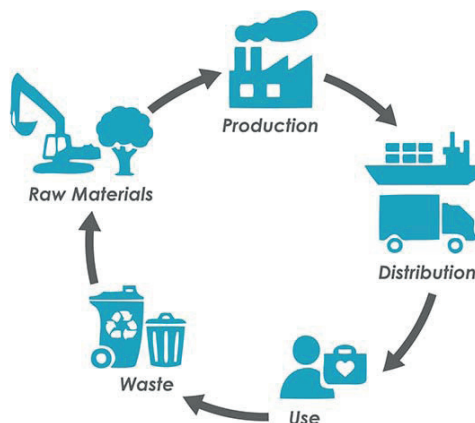 Production
Raw Materials
Distribution
Waste
Use